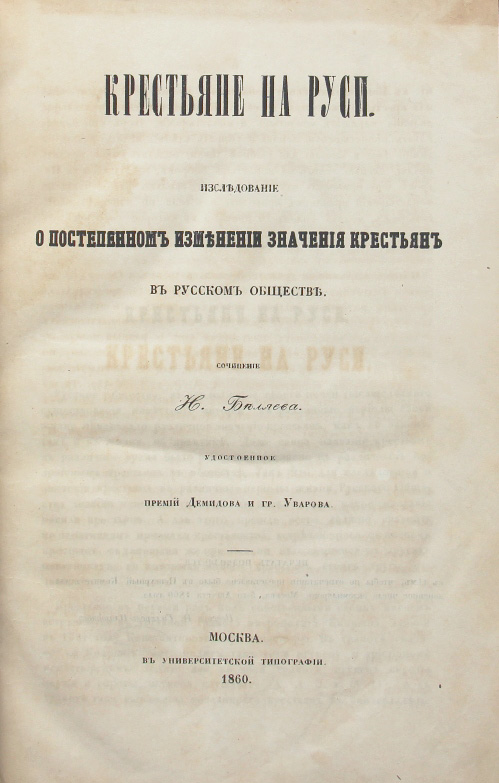 КРЕСТЬЯНЕ НА РУСИ.
ИЗСЛѢДОВАНІЕ
О ПОСТЕПЕННОМЪ ИЗМѢНЕНІИ ЗНАЧЕНІЯ КРЕСТЬЯНЪ
ВЪ РУССКОМЪ ОБЩЕСТВѢ.
СОЧИНЕНІЕ
И. Бѣляева.
УДОСТОЕННОЕ
ПРЕМІЙ ДЕМИДОВА И ГР. УВАРОВА.
МОСКВА.
ВЪ УНИВЕРСИТЕТСКОЙ ТИПОГРАФІИ.
1860.